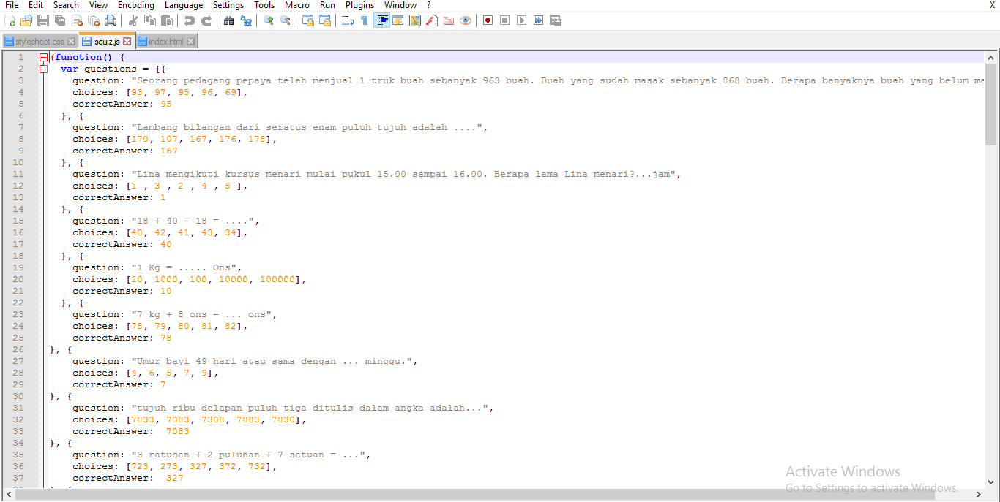 File Edit Search View Encoding Language Settings Tools Macro Run Plugins Window ? X
stylesheet.css jsquiz.js index.html
1 (function() {
2 var questions = [{
3 question: "Seorang pedagang pepaya telah menjual 1 truk buah sebanyak 963 buah. Buah yang sudah masak sebanyak 868 buah. Berapa banyaknya buah yang belum ma
4 choices: [93, 97, 95, 96, 69],
5 correctAnswer: 95
6 }, {
7 question: "Lambang bilangan dari seratus enam puluh tujuh adalah ....",
8 choices: [170, 107, 167, 176, 178],
9 correctAnswer: 167
10 }, {
11 question: "Lina mengikuti kursus menari mulai pukul 15.00 sampai 16.00. Berapa lama Lina menari?...jam",
12 choices: [1 , 3 , 2 , 4 , 5 ],
13 correctAnswer: 1
14 }, {
15 question: "18 + 40 - 18 = ....",
16 choices: [40, 42, 41, 43, 34],
17 correctAnswer: 40
18 }, {
19 question: "1 Kg = ..... Ons",
20 choices: [10, 1000, 100, 10000, 100000],
21 correctAnswer: 10
22 }, {
23 question: "7 kg + 8 ons = ... ons",
24 choices: [78, 79, 80, 81, 82],
25 correctAnswer: 78
26 }, {
27 question: "Umur bayi 49 hari atau sama dengan ... minggu.",
28 choices: [4, 6, 5, 7, 9],
29 correctAnswer: 7
30 }, {
31 question: "tujuh ribu delapan puluh tiga ditulis dalam angka adalah...",
32 choices: [7833, 7083, 7308, 7883, 7830],
33 correctAnswer: 7083
34 }, {
35 question: "3 ratusan + 2 puluhan + 7 satuan = ...",
36 choices: [723, 273, 327, 372, 732],
37 correctAnswer: 327
Activate Windows
Go to Settings to activate Windows.